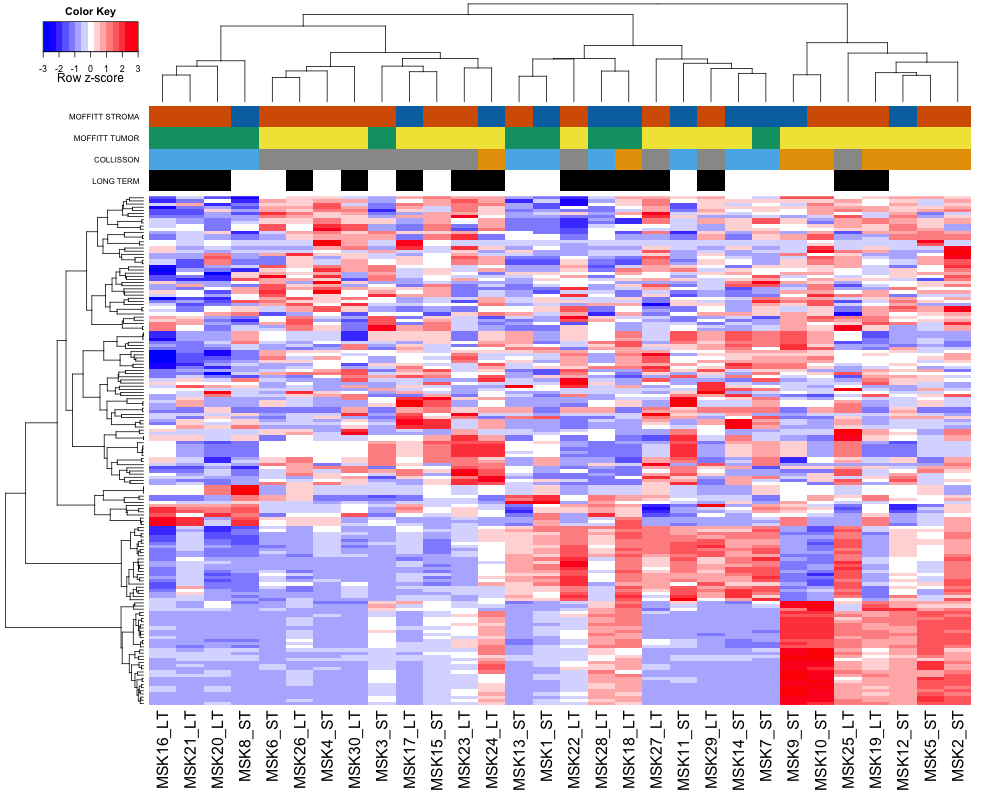 Color Key
-3 -2 -1 0 1 2 3
Row z-score
MOFFITT STROMA
MOFFITT TUMOR
COLLISSON
LONG TERM
MSK16_LT
MSK21_LT
MSK20_LT
MSK8_ST
MSK6_ST
MSK26_LT
MSK4_ST
MSK30_LT
MSK3_ST
MSK17_LT
MSK15_ST
MSK23_LT
MSK24_LT
MSK13_ST
MSK1_ST
MSK22_LT
MSK28_LT
MSK18_LT
MSK27_LT
MSK11_ST
MSK29_LT
MSK14_ST
MSK7_ST
MSK9_ST
MSK10_ST
MSK25_LT
MSK19_LT
MSK12_ST
MSK5_ST
MSK2_ST